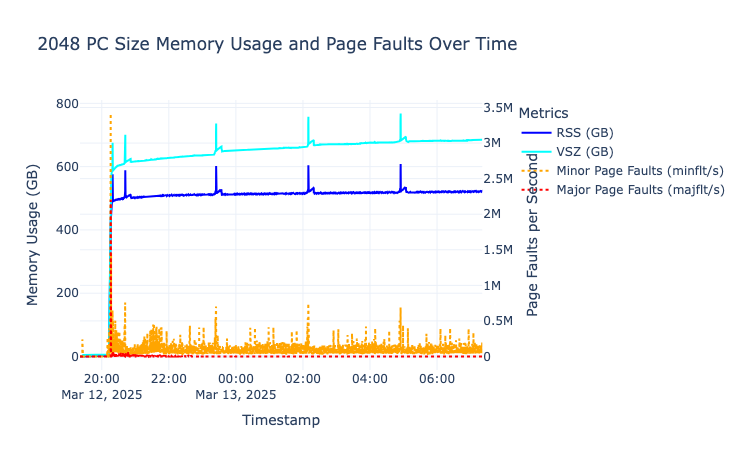 2048 PC Size Memory Usage and Page Faults Over Time
800
600
400
200
0
Memory Usage (GB)
3.5M
3M
2.5M
2M
1.5M
1M
0.5M
0
Page Faults per Second
Metrics
RSS (GB)
VSZ (GB)
Minor Page Faults (minflt/s)
Major Page Faults (majflt/s)
20:00 22:00 00:00 02:00 04:00 06:00
Mar 12, 2025 Mar 13, 2025
Timestamp